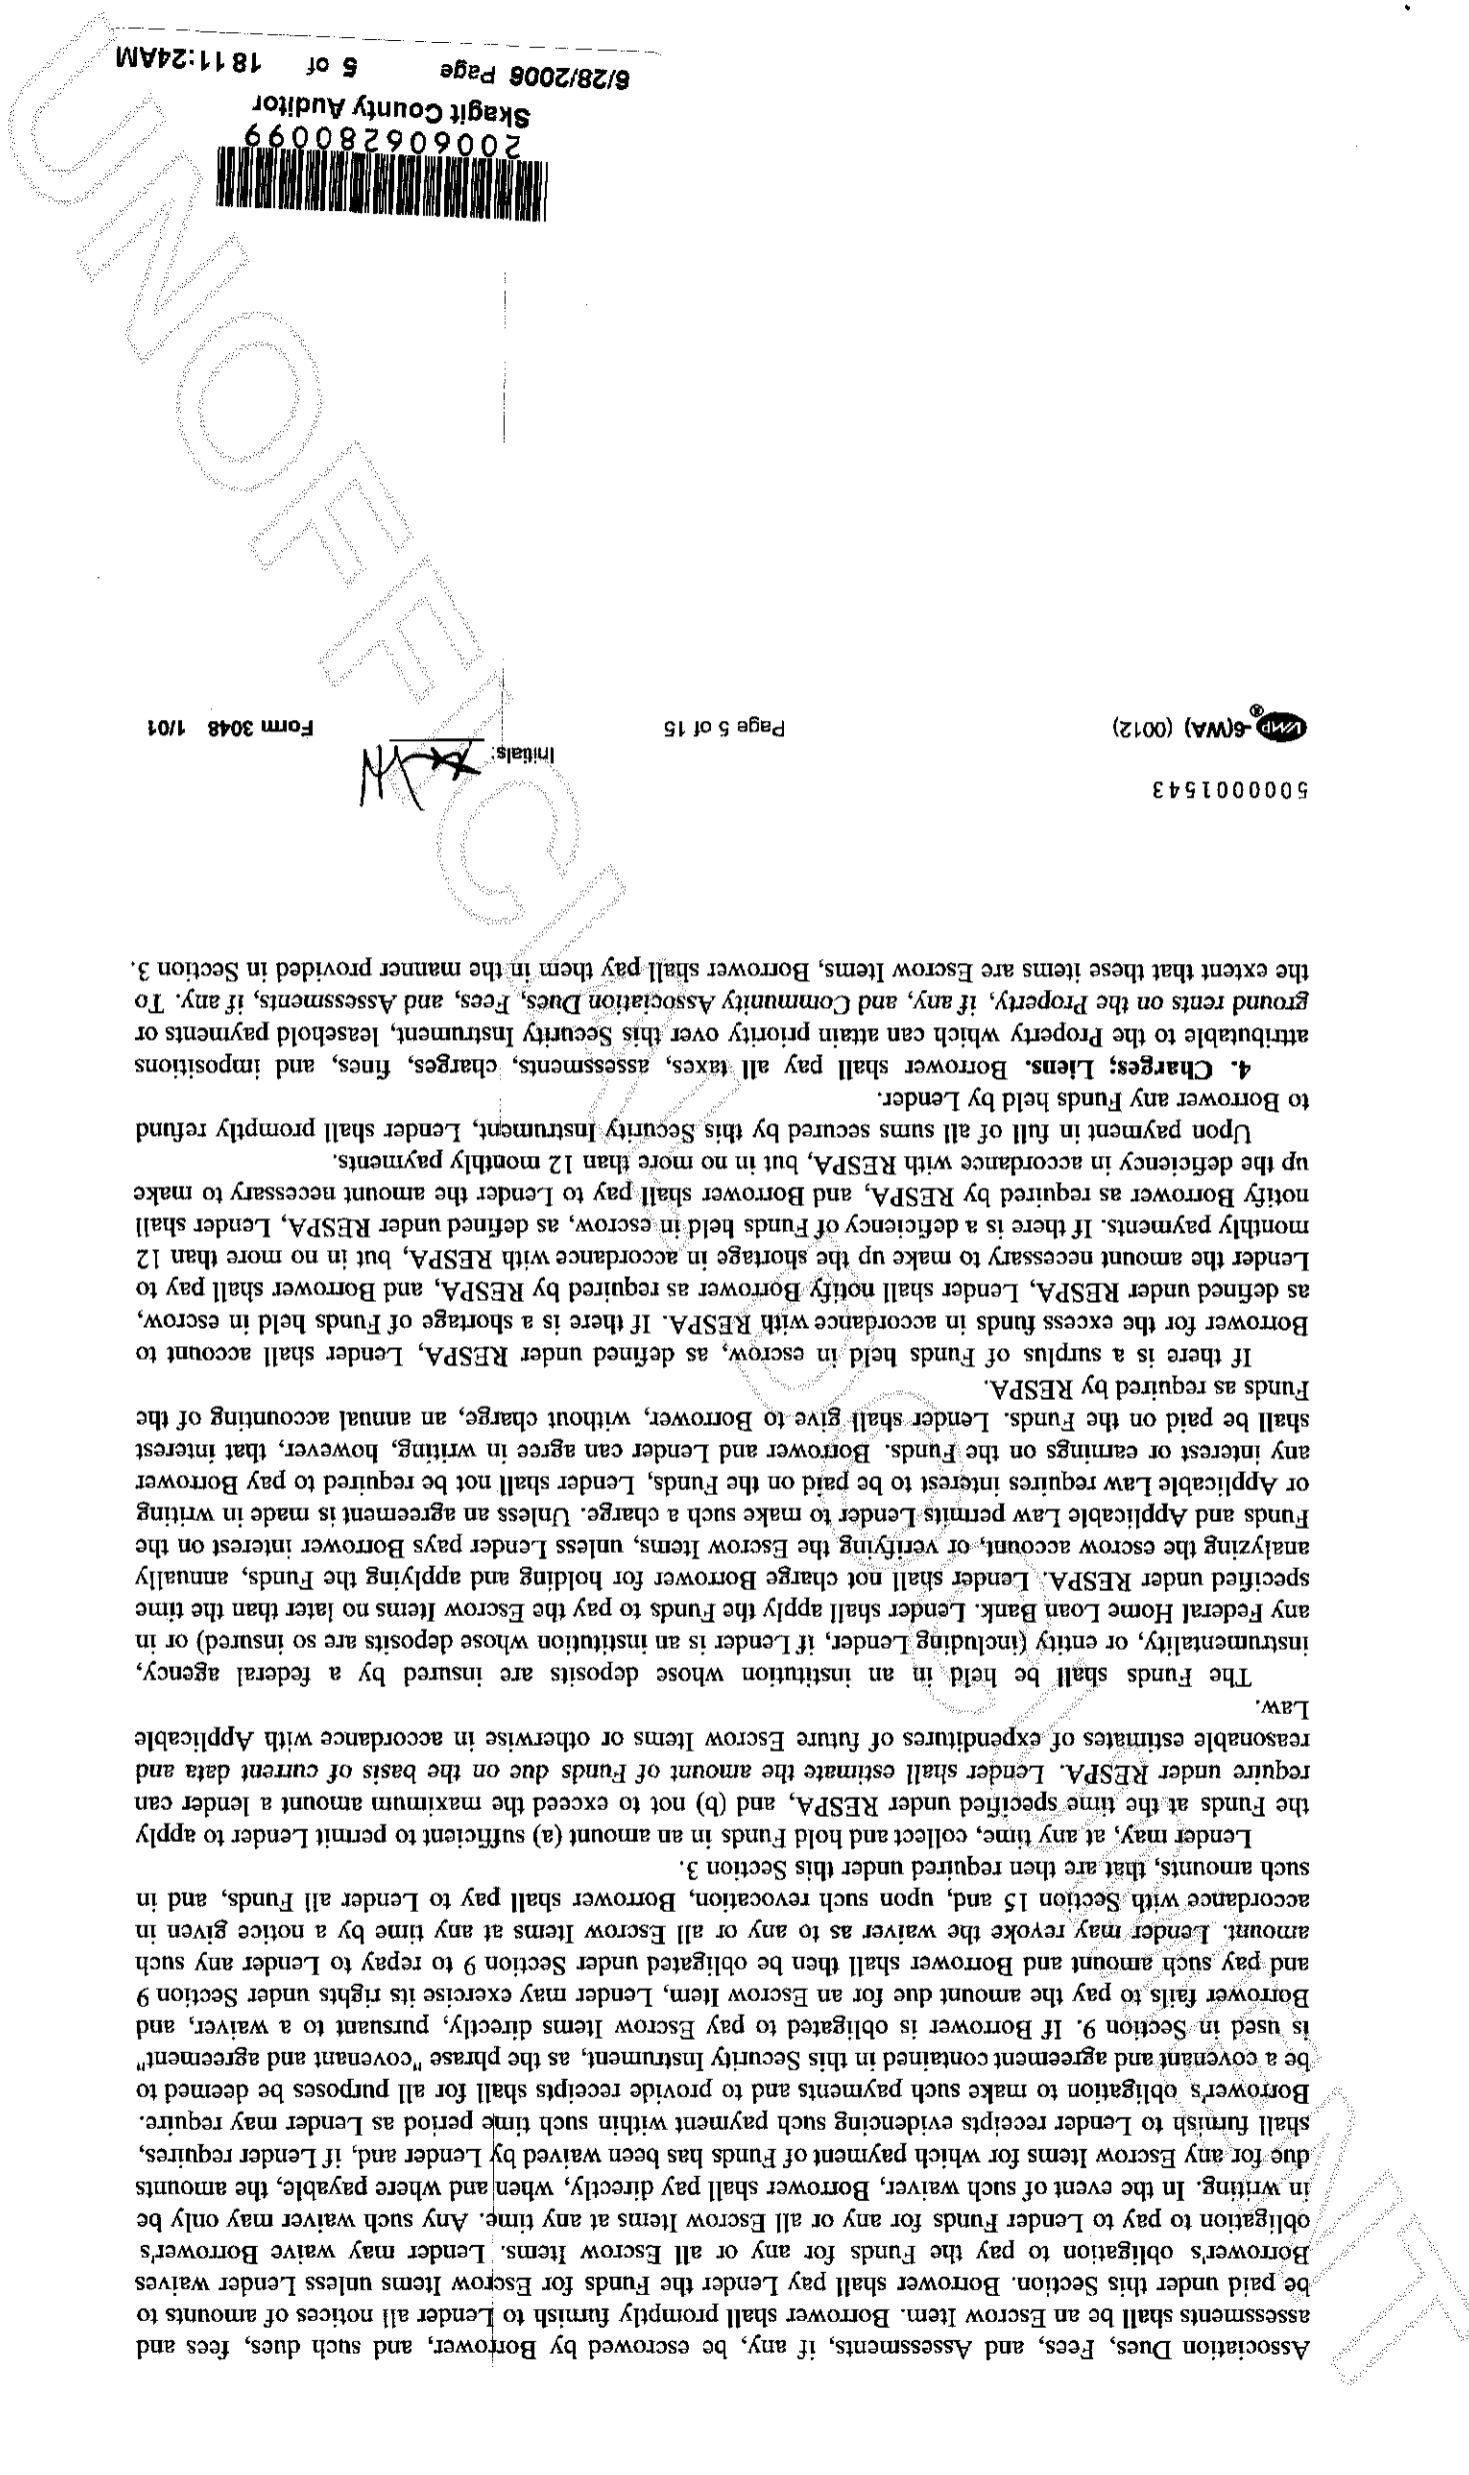 Association Dues, Fees, and Assessments, if any, be escrowed by Borrower, and such dues, fees and
assessments shall be an Escrow Item. Borrower shall promptly furnish to Lender all notices of amounts to
be paid under this Section. Borrower shall pay Lender the Funds for Escrow Items unless Lender waives
Borrower's obligation to pay the Funds for any or all Escrow Items. Lender may waive Borrower's
obligation to pay to Lender Funds for any or all Escrow Items at any time. Any such waiver may only be
in writing. In the event of such waiver, Borrower shall pay directly, when and where payable, the amounts
due for any Escrow Items for which payment of Funds has been waived by Lender and, if Lender requires,
shall furnish to Lender receipts evidencing such payment within such time period as Lender may require.
Borrower's obligation to make such payments and to provide receipts shall for all purposes be deemed to
be a covenant and agreement contained in this Security Instrument, as the phrase "covenant and agreement"
is used in Section 9. If Borrower is obligated to pay Escrow Items directly, pursuant to a waiver, and
Borrower fails to pay the amount due for an Escrow Item, Lender may exercise its rights under Section 9
and pay such amount and Borrower shall then be obligated under Section 9 to repay to Lender any such
amount. Lender may revoke the waiver as to any or all Escrow Items at any time by a notice given in
accordance with Section 15 and, upon such revocation, Borrower shall pay to Lender all Funds, and in
such amounts, that are then required under this Section 3.
Lender may, at any time, collect and hold Funds in an amount (a) sufficient to permit Lender to apply
the Funds at the time specified under RESPA, and (b) not to exceed the maximum amount a lender can
require under RESPA. Lender shall estimate the amount of Funds due on the basis of current data and
reasonable estimates of expenditures of future Escrow Items or otherwise in accordance with Applicable
Law.
The Funds shall be held in an institution whose deposits are insured by a federal agency,
instrumentality, or entity (including Lender, if Lender is an institution whose deposits are so insured) or in
any Federal Home Loan Bank. Lender shall apply the Funds to pay the Escrow Items no later than the time
specified under RESPA. Lender shall not charge Borrower for holding and applying the Funds, annually
analyzing the escrow account, or verifying the Escrow Items, unless Lender pays Borrower interest on the
Funds and Applicable Law permits Lender to make such a charge. Unless an agreement is made in writing
or Applicable Law requires interest to be paid on the Funds, Lender shall not be required to pay Borrower
any interest or earnings on the Funds. Borrower and Lender can agree in writing, however, that interest
shall be paid on the Funds. Lender shall give to Borrower, without charge, an annual accounting of the
Funds as required by RESPA.
If there is a surplus of Funds held in escrow, as defined under RESPA, Lender shall account to
Borrower for the excess funds in accordance with RESPA. If there is a shortage of Funds held in escrow,
as defined under RESPA, Lender shall notify Borrower as required by RESPA, and Borrower shall pay to
Lender the amount necessary to make up the shortage in accordance with RESPA, but in no more than 12
monthly payments. If there is a deficiency of Funds held in escrow, as defined under RESPA, Lender shall
notify Borrower as required by RESPA, and Borrower shall pay to Lender the amount necessary to make
up the deficiency in accordance with RESPA, but in no more than 12 monthly payments.
Upon payment in full of all sums secured by this Security Instrument, Lender shall promptly refund
to Borrower any Funds held by Lender.
4. Charges; Liens. Borrower shall pay all taxes, assessments, charges, fines, and impositions
attributable to the Property which can attain priority over this Security Instrument, leasehold payments or
ground rents on the Property, if any, and Community Association Dues, Fees, and Assessments, if any. To
the extent that these items are Escrow Items, Borrower shall pay them in the manner provided in Section 3.
5000001543
Initials:
VMP®-6(WA) (0012) Page 5 of 15 Form 3048 1/01
200606280099
Skagit County Auditor
6/28/2006 Page 5 of 18 11:24AM
UNOFFICIAL DOCUMENT